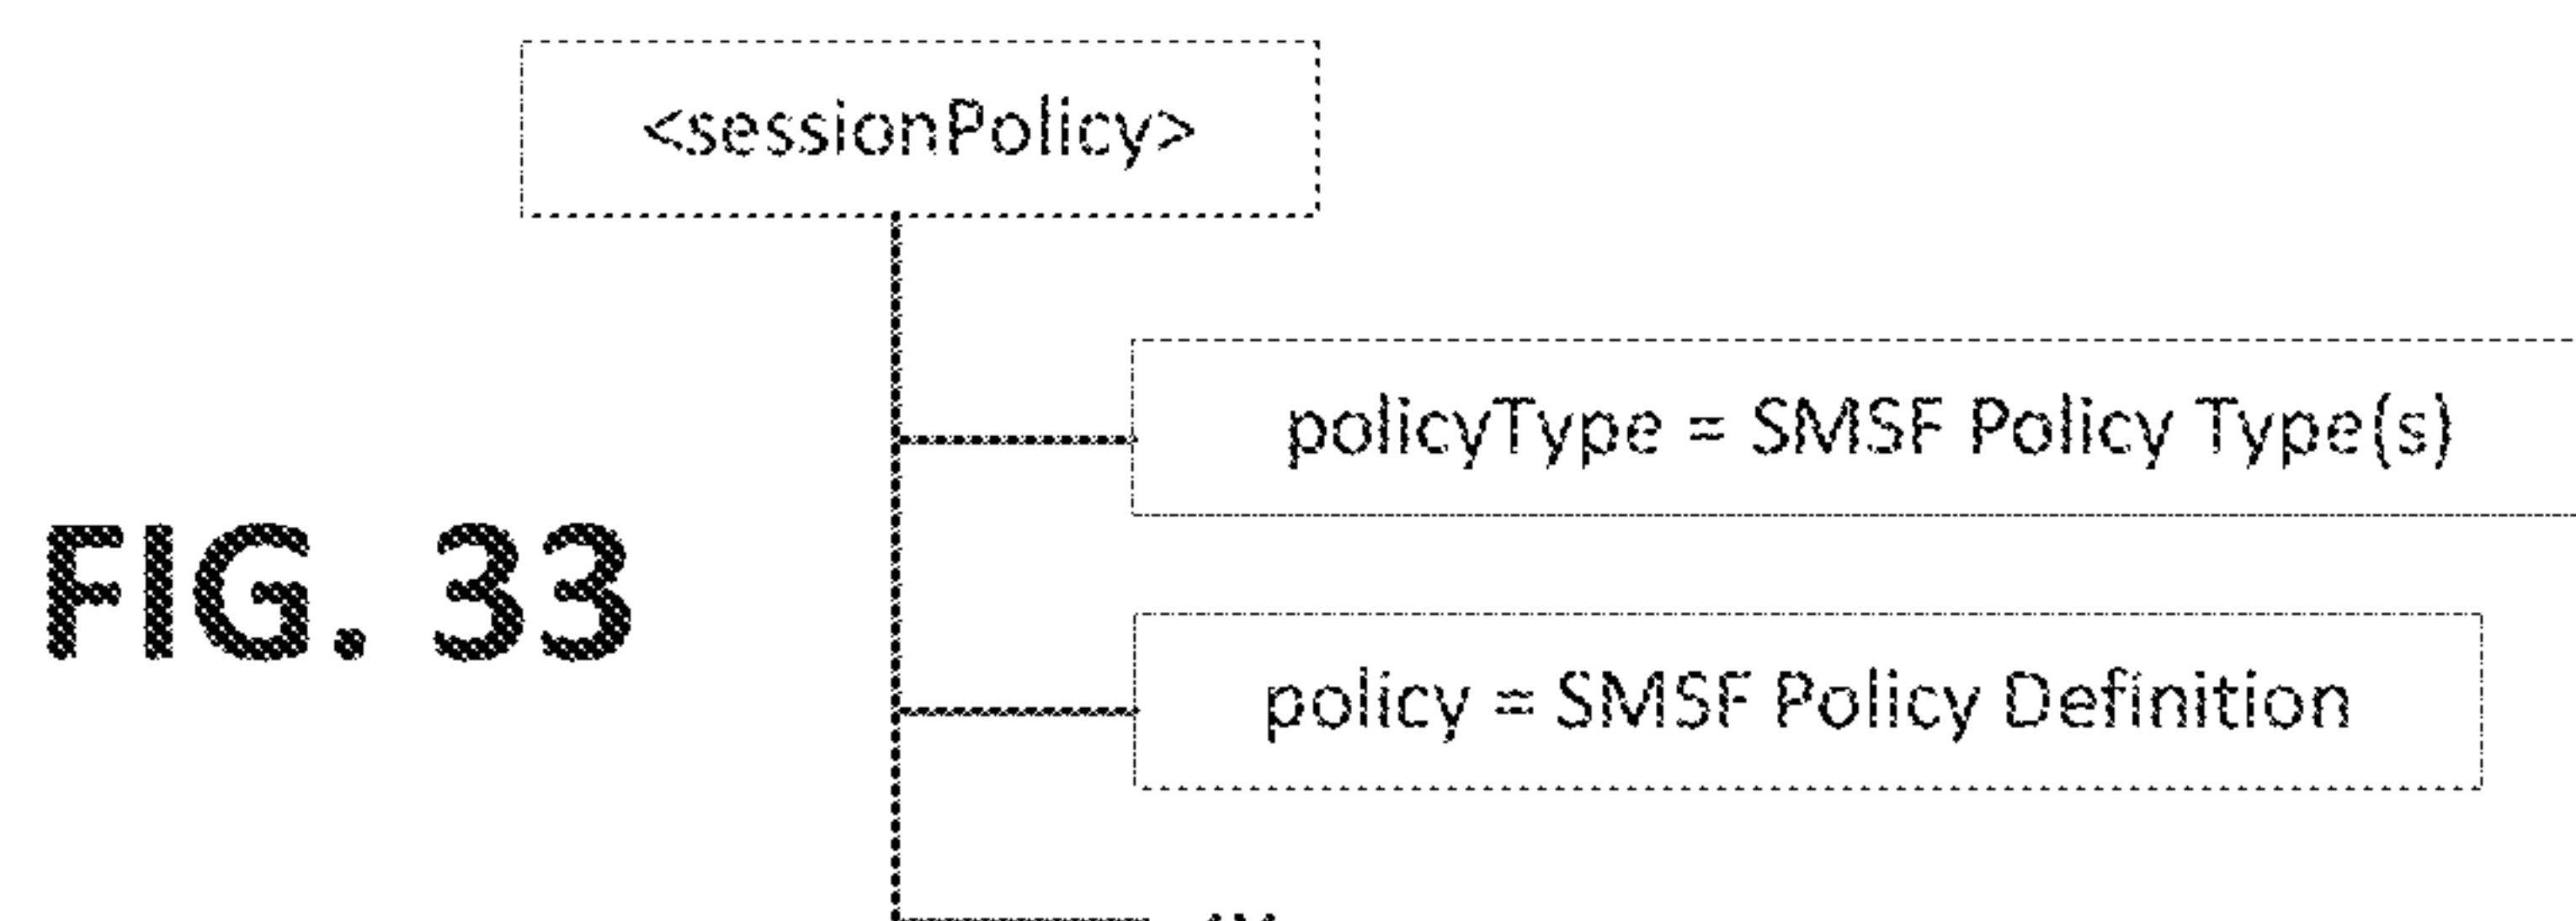 <sessionPolicy>
policyType = SMSF Policy Type(s)
FIG. 33
policy = SMSF Policy Definition